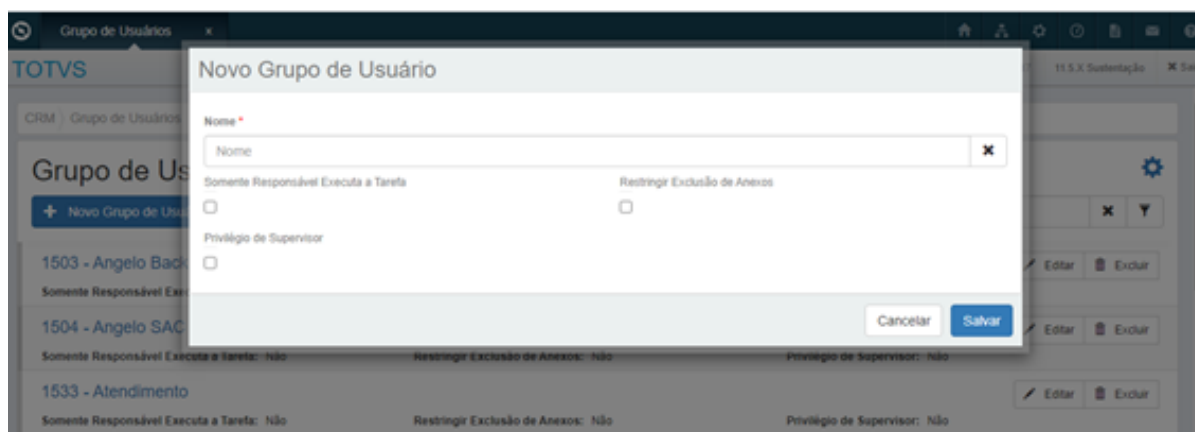 Grupo de Usuários x
TOTVS
11.5.X Sustentação
CRM Grupo de Usuários
Grupo de Us
Novo Grupo de Usu
Novo Grupo de Usuário
Nome *
Nome
Somente Responsável Executa a Tarefa Restringir Exclusão de Anexos
Privilégio de Supervisor
Cancelar Salvar
1503 - Angelo Back
Editar Excluir
Somente Responsável Exec
1504 - Angelo SAC
Editar Excluir
Somente Responsável Executa a Tarefa: Não Restringir Exclusão de Anexos: Não Privilégio de Supervisor: Não
1533 - Atendimento
Editar Excluir
Somente Responsável Executa a Tarefa: Não Restringir Exclusão de Anexos: Não Privilégio de Supervisor: Não